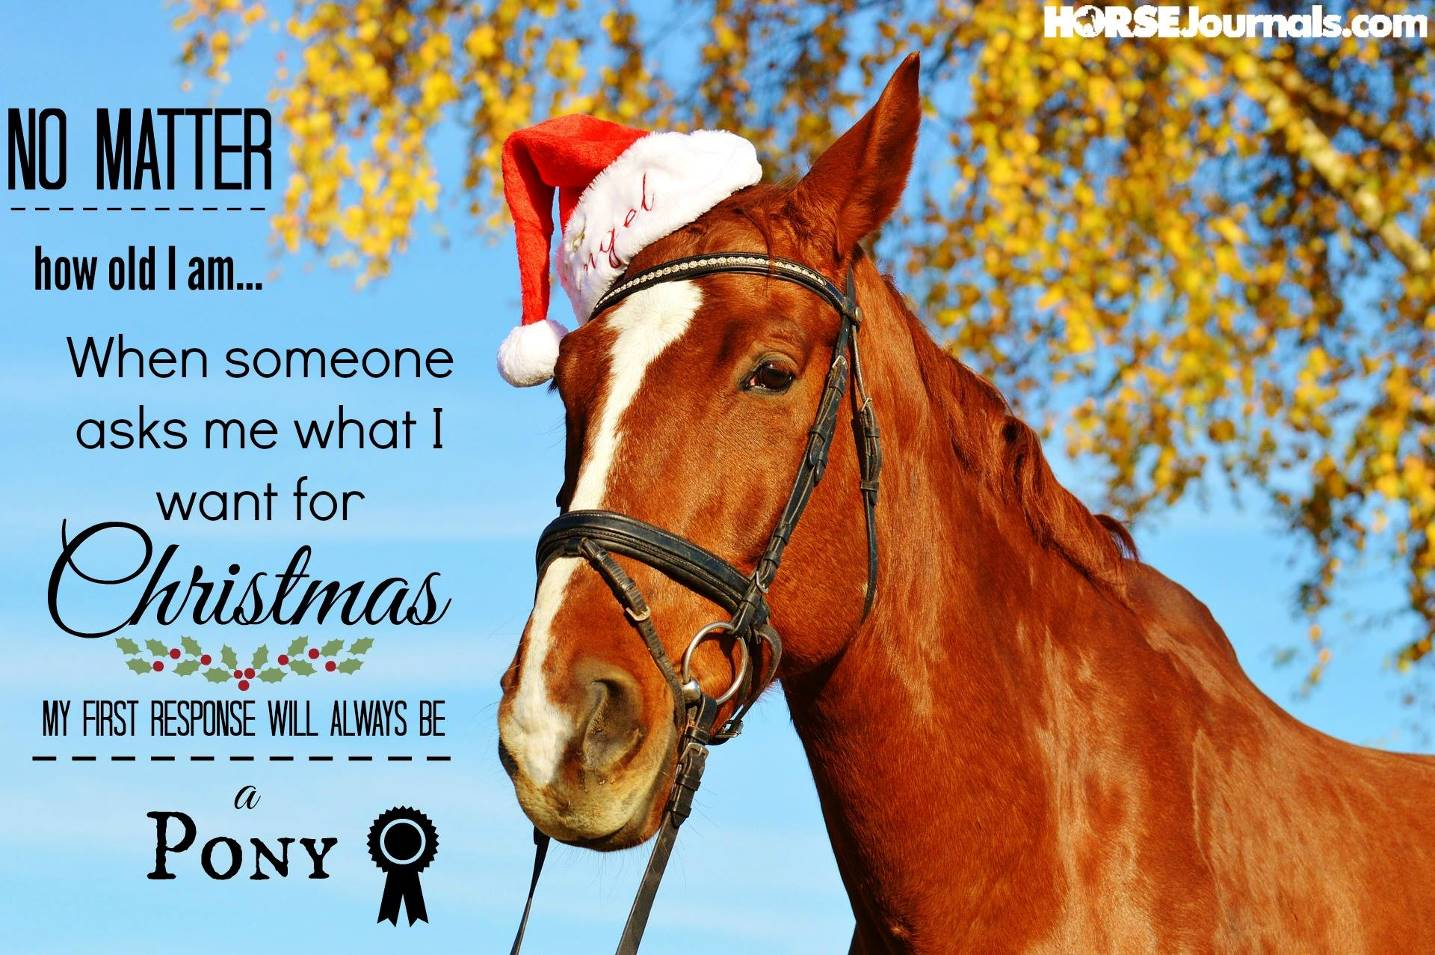 HORSEJournals.com
NO MATTER
how old I am...
When someone
asks me what I
want for
Christmas
MY FIRST RESPONSE WILL ALWAYS BE
a
PONY